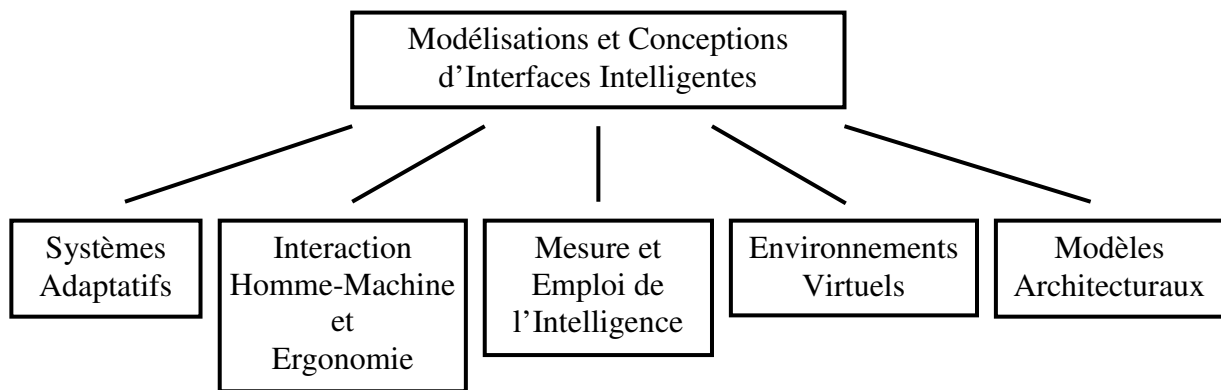 Modélisations et Conceptions
d’Interfaces Intelligentes
Systèmes
Adaptatifs
Interaction
Homme-Machine
et
Ergonomie
Mesure et
Emploi de
l’Intelligence
Environnements
Virtuels
Modèles
Architecturaux